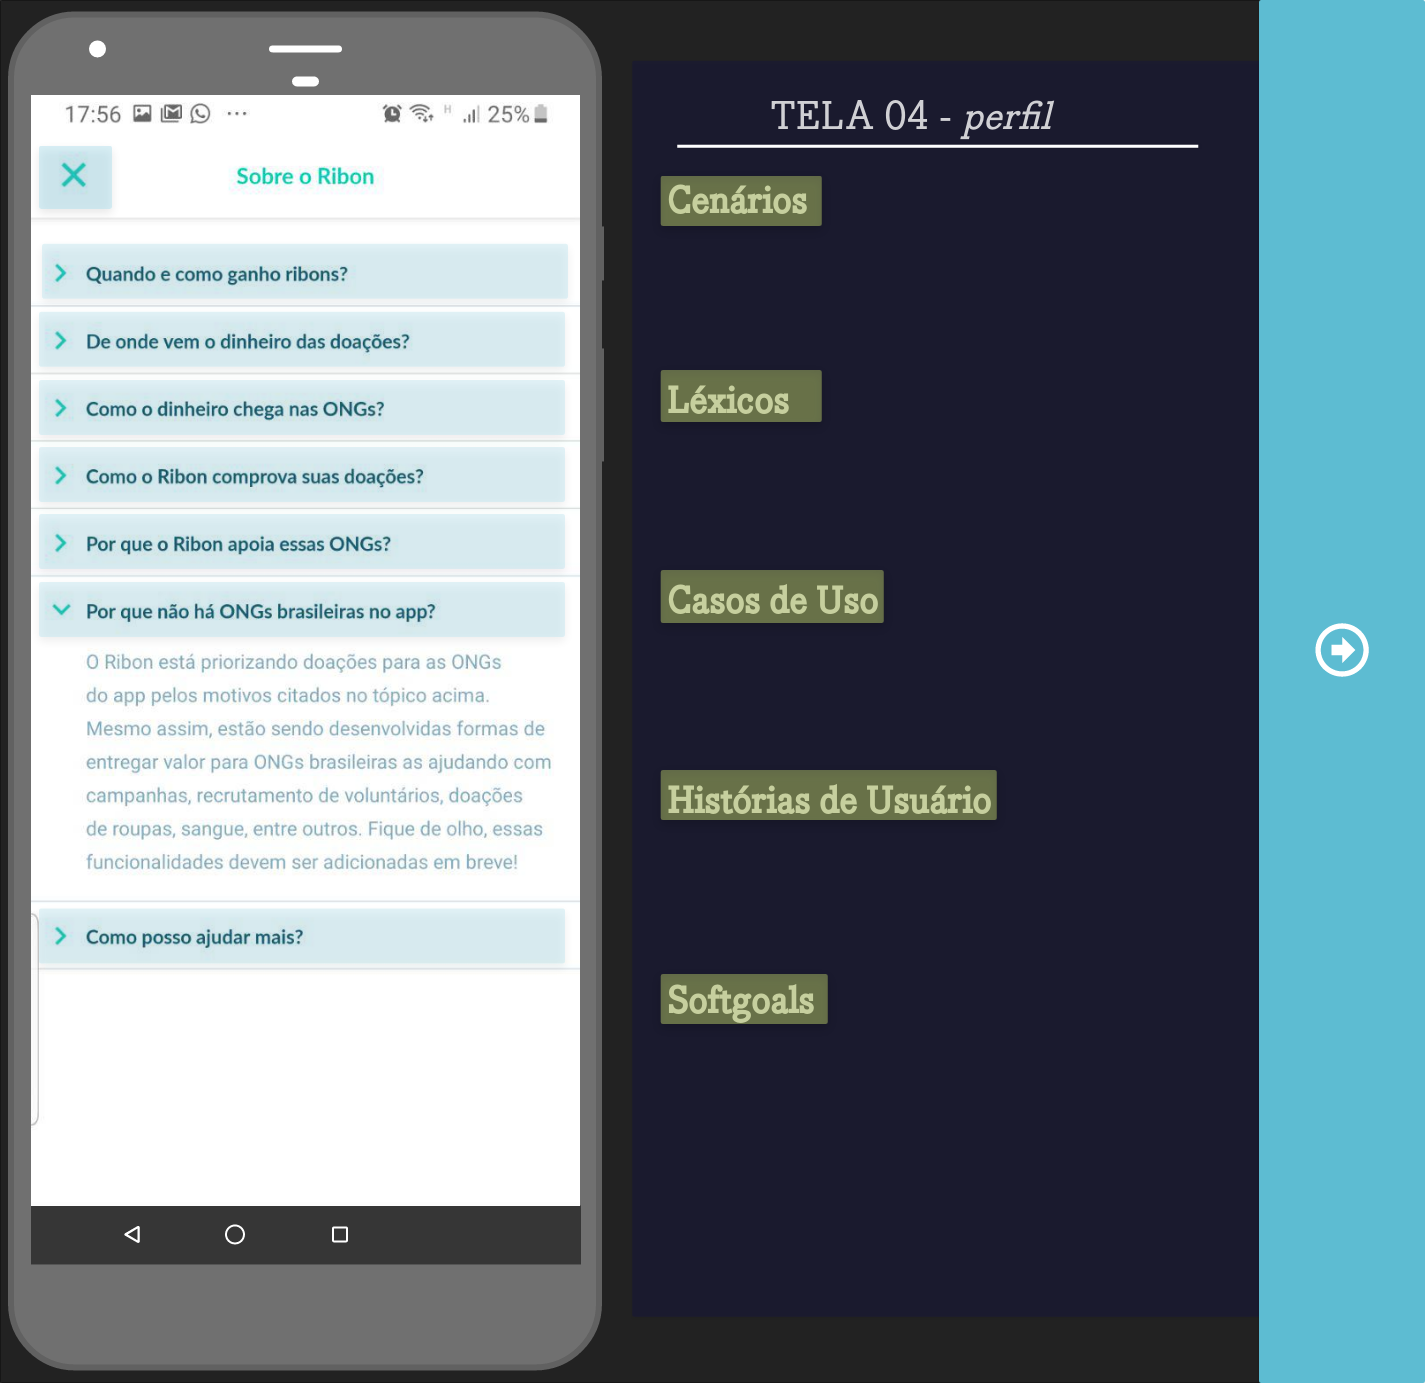 17:56 H 25%
Sobre o Ribon
Quando e como ganho ribons?
De onde vem o dinheiro das doações?
Como o dinheiro chega nas ONGs?
Como o Ribon comprova suas doações?
Por que o Ribon apoia essas ONGs?
Por que não há ONGs brasileiras no app?
O Ribon está priorizando doações para as ONGs
do app pelos motivos citados no tópico acima.
Mesmo assim, estão sendo desenvolvidas formas de
entregar valor para ONGs brasileiras as ajudando com
campanhas, recrutamento de voluntários, doações
de roupas, sangue, entre outros. Fique de olho, essas
funcionalidades devem ser adicionadas em breve!
Como posso ajudar mais?
TELA 04 - perfil
Cenários
Léxicos
Casos de Uso
Histórias de Usuário
Softgoals